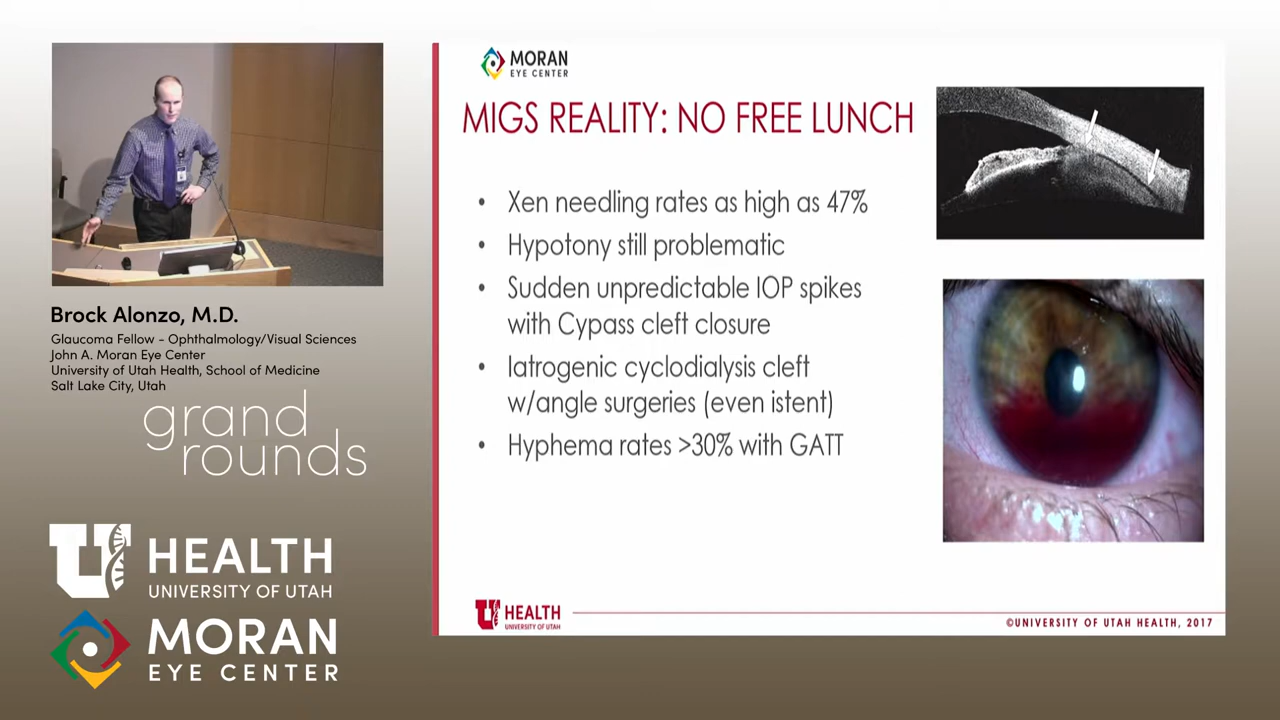 Brock Alonzo, M.D.
Glaucoma Fellow - Ophthalmology/Visual Sciences
John A. Moran Eye Center
University of Utah Health, School of Medicine
Salt Lake City, Utah
grand
rounds
U HEALTH
UNIVERSITY OF UTAH
MORAN
EYE CENTER
MORAN
EYE CENTER
MIGS REALITY: NO FREE LUNCH
• Xen needling rates as high as 47%
• Hypotony still problematic
• Sudden unpredictable IOP spikes
with Cypass cleft closure
• Iatrogenic cyclodialysis cleft
w/angle surgeries (even istent)
• Hyphema rates >30% with GATT
U HEALTH
UNIVERSITY OF UTAH
©UNIVERSITY OF UTAH HEALTH, 2017